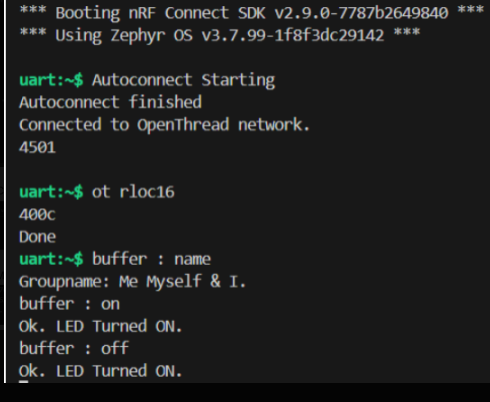 *** Booting nRF Connect SDK v2.9.0-7787b2649840 ***
*** Using Zephyr OS v3.7.99-1f8f3dc29142 ***
uart:~$ Autoconnect Starting
Autoconnect finished
Connected to OpenThread network.
4501
uart:~$ ot rloc16
400c
Done
uart:~$ buffer : name
Groupname: Me Myself & I.
buffer : on
Ok. LED Turned ON.
buffer : off
Ok. LED Turned ON.